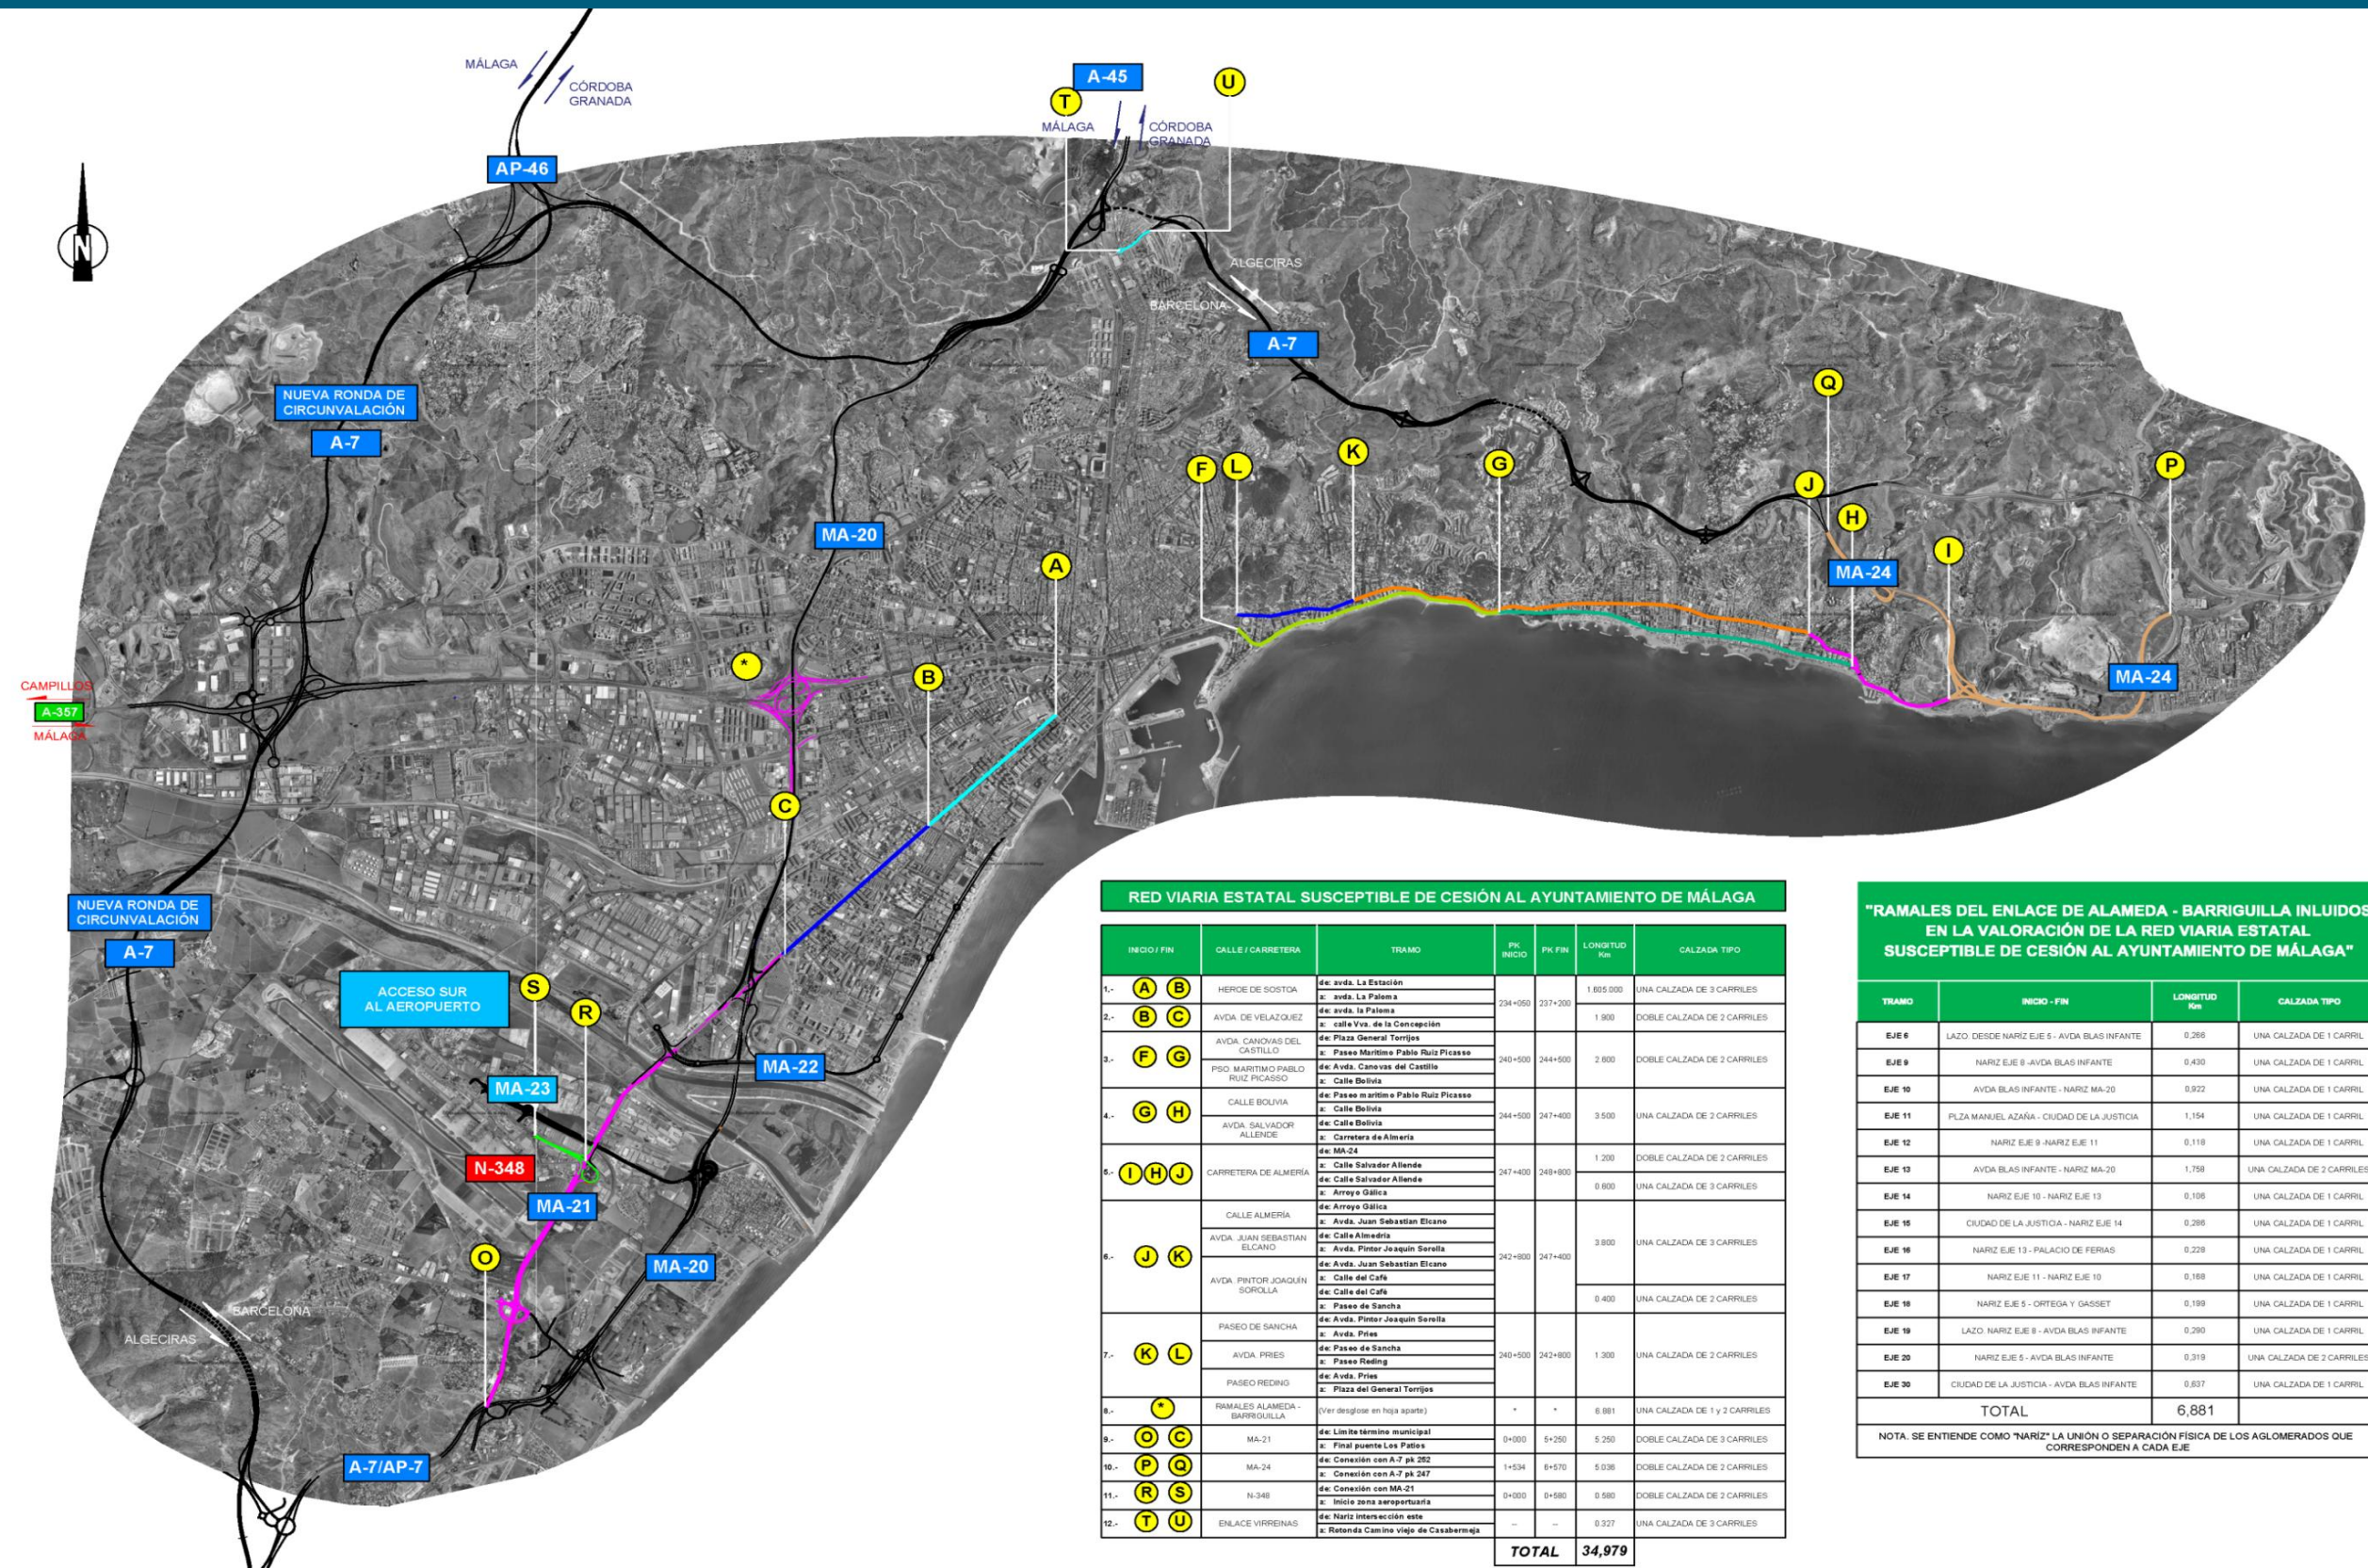 MÁLAGA
CÓRDOBA
GRANADA
A-45
T
U
MÁLAGA
CÓRDOBA
GRANADA
AP-46
N
ALGECIRAS
BARCELONA
A-7
NUEVA RONDA DE
CIRCUNVALACIÓN
A-7
Q
F
L
K
G
J
P
H
MA-20
A
I
MA-24
*
B
MA-24
CAMPILLOS
A-357
MÁLAGA
C
NUEVA RONDA DE
CIRCUNVALACIÓN
A-7
ACCESO SUR
AL AEROPUERTO
S
R
MA-22
MA-23
N-348
MA-21
O
MA-20
BARCELONA
ALGECIRAS
A-7/AP-7
RED VIARIA ESTATAL SUSCEPTIBLE DE CESIÓN AL AYUNTAMIENTO DE MÁLAGA
INICIO / FIN CALLE / CARRETERA TRAMO PK INICIO PK FIN LONGITUD Km CALZADA TIPO
1.- A B HEROE DE SOSTOA de: avda. La Estación 234+050 237+200 1.605.000 UNA CALZADA DE 3 CARRILES
a: avda. La Paloma
2.- B C AVDA. DE VELAZQUEZ de: avda. la Paloma 1.900 DOBLE CALZADA DE 2 CARRILES
a: calle Vva. de la Concepción
3.- F G AVDA. CANOVAS DEL CASTILLO de: Plaza General Torrijos 240+500 244+500 2.600 DOBLE CALZADA DE 2 CARRILES
a: Paseo Marítimo Pablo Ruiz Picasso
PSO. MARITIMO PABLO RUIZ PICASSO de: Avda. Canovas del Castillo
a: Calle Bolivia
4.- G H CALLE BOLIVIA de: Paseo marítimo Pablo Ruiz Picasso 244+500 247+400 3.500 UNA CALZADA DE 2 CARRILES
a: Calle Bolivia
AVDA. SALVADOR ALLENDE de: Calle Bolivia
a: Carretera de Almería
5.- I H J CARRETERA DE ALMERÍA de: MA-24 247+400 248+800 1.200 DOBLE CALZADA DE 2 CARRILES
a: Calle Salvador Allende
de: Calle Salvador Allende 0.600 UNA CALZADA DE 3 CARRILES
a: Arroyo Gálica
6.- J K CALLE ALMERÍA de: Arroyo Gálica 242+800 247+400 3.800 UNA CALZADA DE 3 CARRILES
a: Avda. Juan Sebastian Elcano
AVDA. JUAN SEBASTIAN ELCANO de: Calle Almedria
a: Avda. Pintor Joaquín Sorolla
AVDA. PINTOR JOAQUÍN SOROLLA de: Avda. Juan Sebastian Elcano
a: Calle del Café
de: Calle del Café 0.400 UNA CALZADA DE 2 CARRILES
a: Paseo de Sancha
7.- K L PASEO DE SANCHA de: Avda. Pintor Joaquín Sorolla 240+500 242+800 1.300 UNA CALZADA DE 2 CARRILES
a: Avda. Pries
AVDA. PRIES de: Paseo de Sancha
a: Paseo Reding
PASEO REDING de: Avda. Pries
a: Plaza del General Torrijos
8.- * RAMALES ALAMEDA - BARRIGUILLA (Ver desglose en hoja aparte) * * 6.881 UNA CALZADA DE 1 y 2 CARRILES
9.- O C MA-21 de: Limite término municipal 0+000 5+250 5.250 DOBLE CALZADA DE 3 CARRILES
a: Final puente Los Patios
10.- P Q MA-24 de: Conexión con A-7 pk 252 1+534 6+570 5.036 DOBLE CALZADA DE 2 CARRILES
a: Conexión con A-7 pk 247
11.- R S N-348 de: Conexión con MA-21 0+000 0+580 0.580 DOBLE CALZADA DE 2 CARRILES
a: Inicio zona aeroportuaria
12.- T U ENLACE VIRREINAS de: Nariz intersección este -- -- 0.327 UNA CALZADA DE 3 CARRILES
a: Rotonda Camino viejo de Casabermeja
TOTAL 34,979
"RAMALES DEL ENLACE DE ALAMEDA - BARRIGUILLA INLUIDOS
EN LA VALORACIÓN DE LA RED VIARIA ESTATAL
SUSCEPTIBLE DE CESIÓN AL AYUNTAMIENTO DE MÁLAGA"
TRAMO INICIO - FIN LONGITUD Km CALZADA TIPO
EJE 6 LAZO. DESDE NARÍZ EJE 5 - AVDA BLAS INFANTE 0,266 UNA CALZADA DE 1 CARRIL
EJE 9 NARIZ EJE 8 -AVDA BLAS INFANTE 0,430 UNA CALZADA DE 1 CARRIL
EJE 10 AVDA BLAS INFANTE - NARIZ MA-20 0,922 UNA CALZADA DE 1 CARRIL
EJE 11 PLZA MANUEL AZAÑA - CIUDAD DE LA JUSTICIA 1,154 UNA CALZADA DE 1 CARRIL
EJE 12 NARIZ EJE 9 -NARIZ EJE 11 0,118 UNA CALZADA DE 1 CARRIL
EJE 13 AVDA BLAS INFANTE - NARIZ MA-20 1,758 UNA CALZADA DE 2 CARRILES
EJE 14 NARIZ EJE 10 - NARIZ EJE 13 0,106 UNA CALZADA DE 1 CARRIL
EJE 15 CIUDAD DE LA JUSTICIA - NARIZ EJE 14 0,286 UNA CALZADA DE 1 CARRIL
EJE 16 NARIZ EJE 13 - PALACIO DE FERIAS 0,228 UNA CALZADA DE 1 CARRIL
EJE 17 NARIZ EJE 11 - NARIZ EJE 10 0,168 UNA CALZADA DE 1 CARRIL
EJE 18 NARIZ EJE 5 - ORTEGA Y GASSET 0,199 UNA CALZADA DE 1 CARRIL
EJE 19 LAZO. NARIZ EJE 8 - AVDA BLAS INFANTE 0,290 UNA CALZADA DE 1 CARRIL
EJE 20 NARIZ EJE 5 - AVDA BLAS INFANTE 0,319 UNA CALZADA DE 2 CARRILES
EJE 30 CIUDAD DE LA JUSTICIA - AVDA BLAS INFANTE 0,637 UNA CALZADA DE 1 CARRIL
TOTAL 6,881
NOTA. SE ENTIENDE COMO "NARÍZ" LA UNIÓN O SEPARACIÓN FÍSICA DE LOS AGLOMERADOS QUE
CORRESPONDEN A CADA EJE